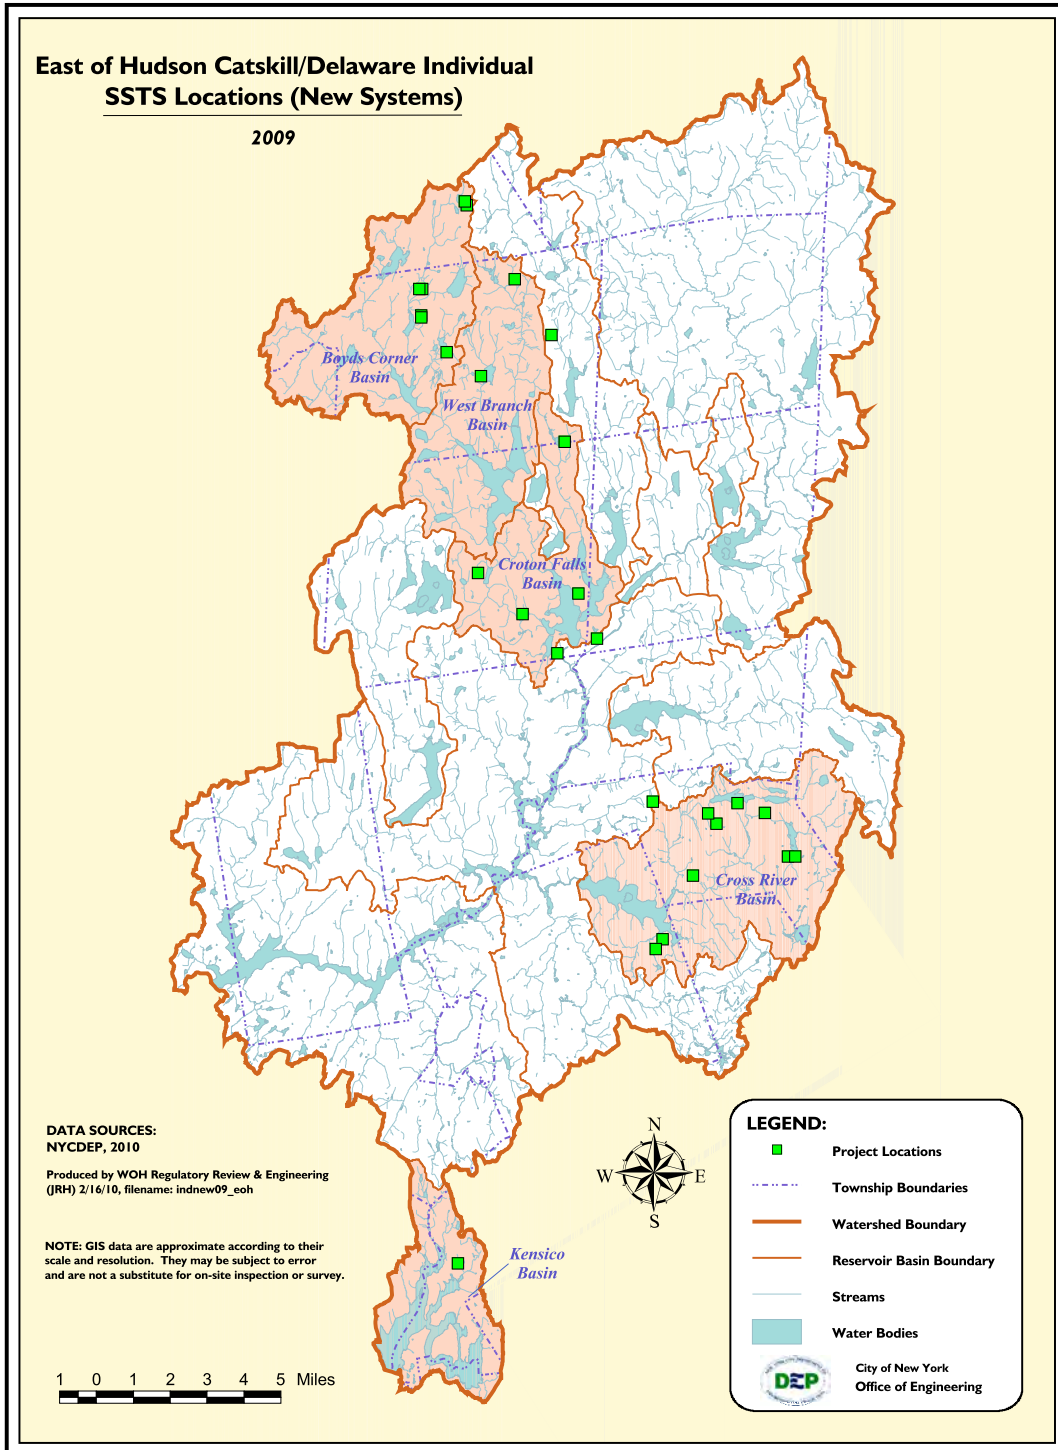 East of Hudson Catskill/Delaware Individual
SSTS Locations (New Systems)
2009
Boyds Corner
Basin
West Branch
Basin
Croton Falls
Basin
Cross River
Basin
Kensico
Basin
DATA SOURCES:
NYCDEP, 2010
Produced by WOH Regulatory Review & Engineering
(JRH) 2/16/10, filename: indnew09_eoh
NOTE: GIS data are approximate according to their
scale and resolution. They may be subject to error
and are not a substitute for on-site inspection or survey.
1 0 1 2 3 4 5 Miles
N
W E
S
LEGEND:
Project Locations
Township Boundaries
Watershed Boundary
Reservoir Basin Boundary
Streams
Water Bodies
DEP
City of New York
Office of Engineering